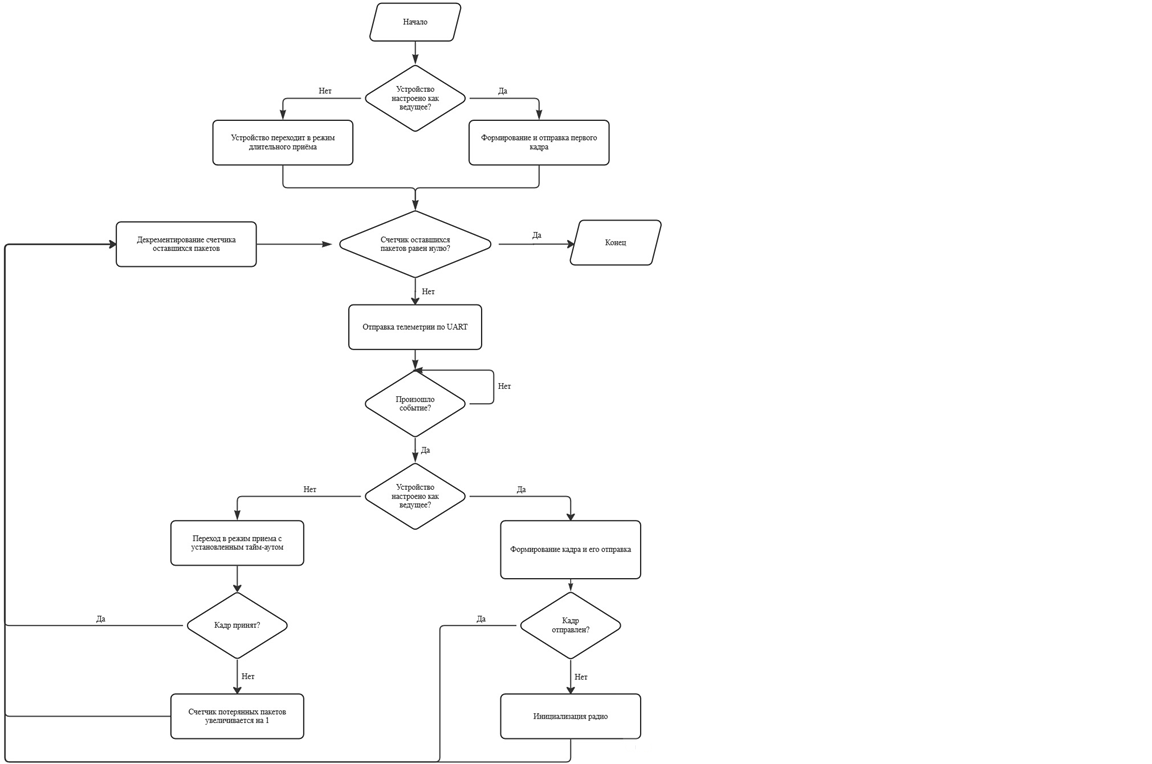 Начало
Устройство
настроено как
ведущее?
Нет
Да
Устройство переходит в режим
длительного приёма
Формирование и отправка первого
кадра
Декрементирование счетчика
оставшихся пакетов
Счетчик оставшихся
пакетов равен нулю?
Да
Конец
Нет
Отправка телеметрии по UART
Произошло
событие?
Нет
Да
Устройство
настроено как
ведущее?
Нет
Да
Переход в режим приема с
установленным тайм-аутом
Формирование кадра и его отправка
Да
Кадр принят?
Да
Кадр
отправлен?
Нет
Нет
Счетчик потерянных пакетов
увеличивается на 1
Инициализация радио